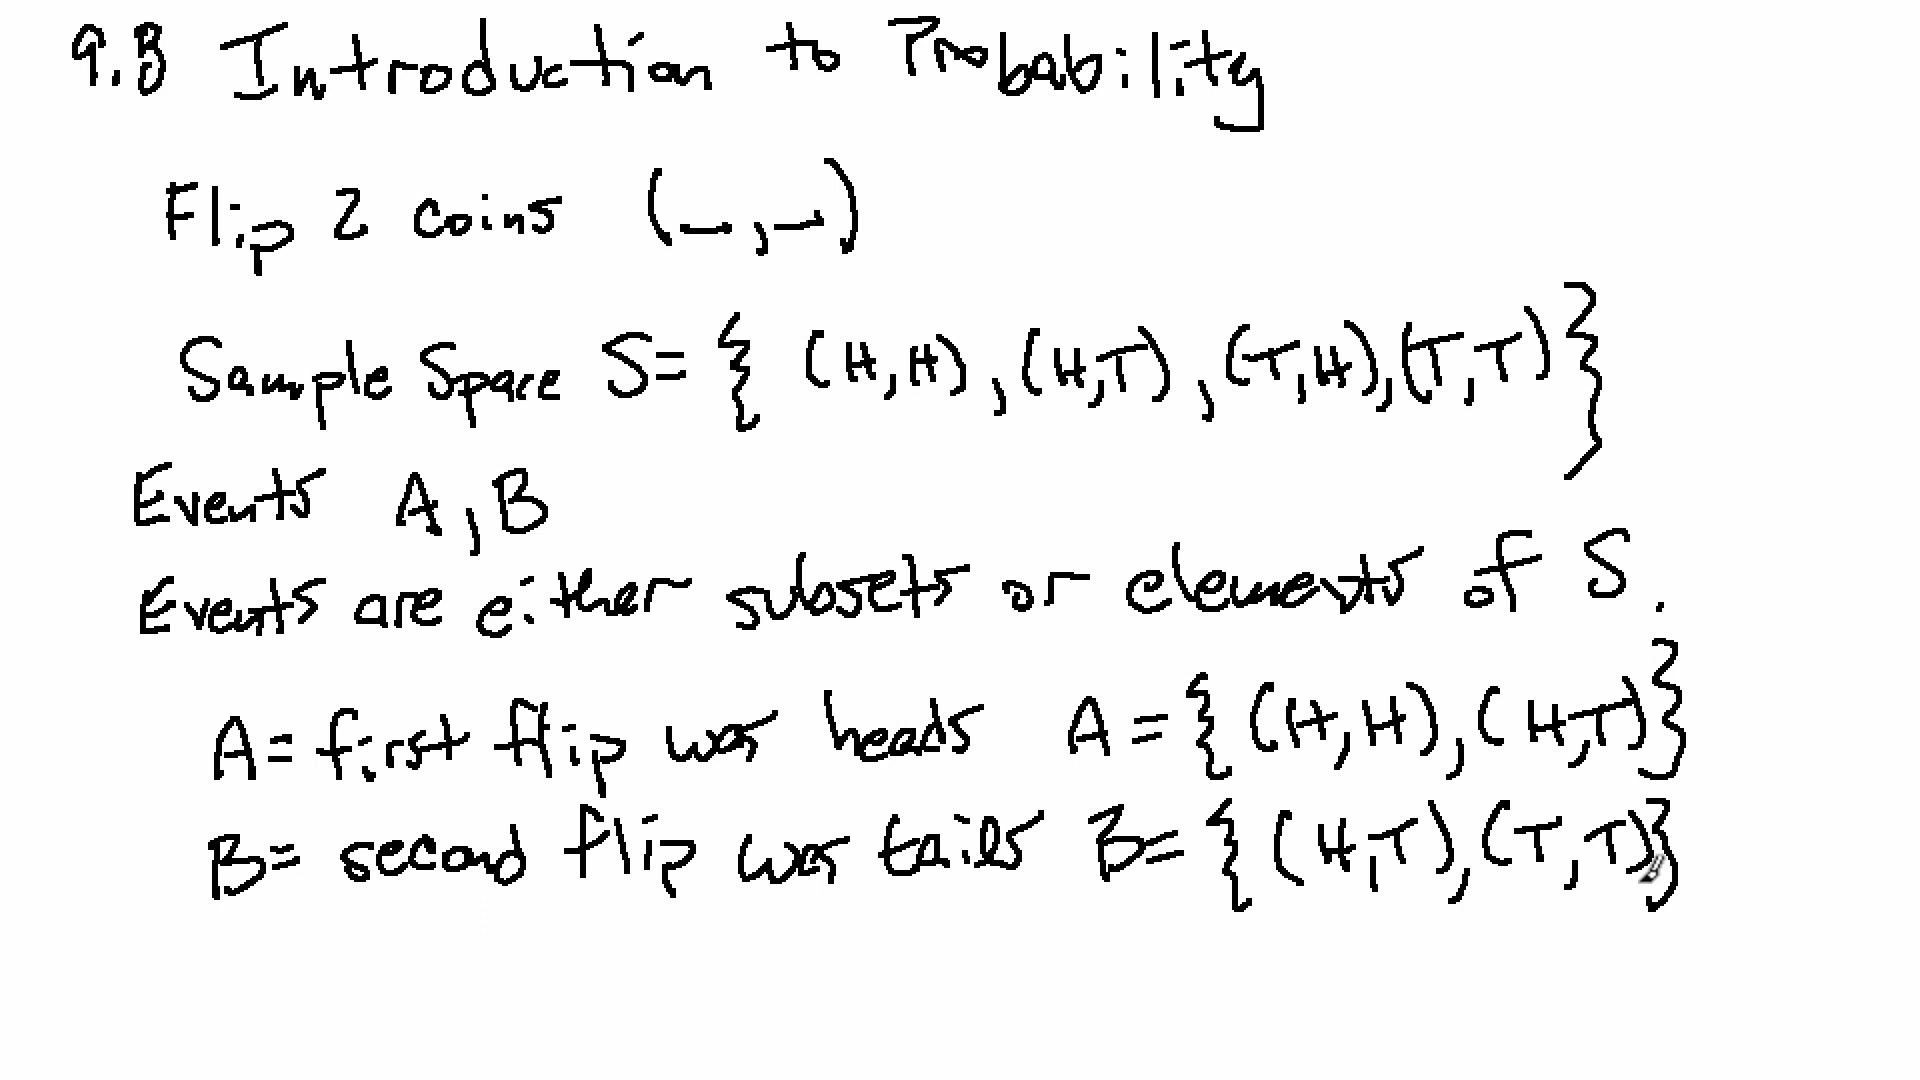 9.B Introduction to Probability
Flip 2 coins (_,_)
Sample Space S= { (H,H) , (H,T) , (T,H),(T,T)}
Events A,B
Events are either subsets or elements of S.
A= first flip was heads A={(H,H),(H,T)}
B= second flip was tails B={(H,T),(T,T)}